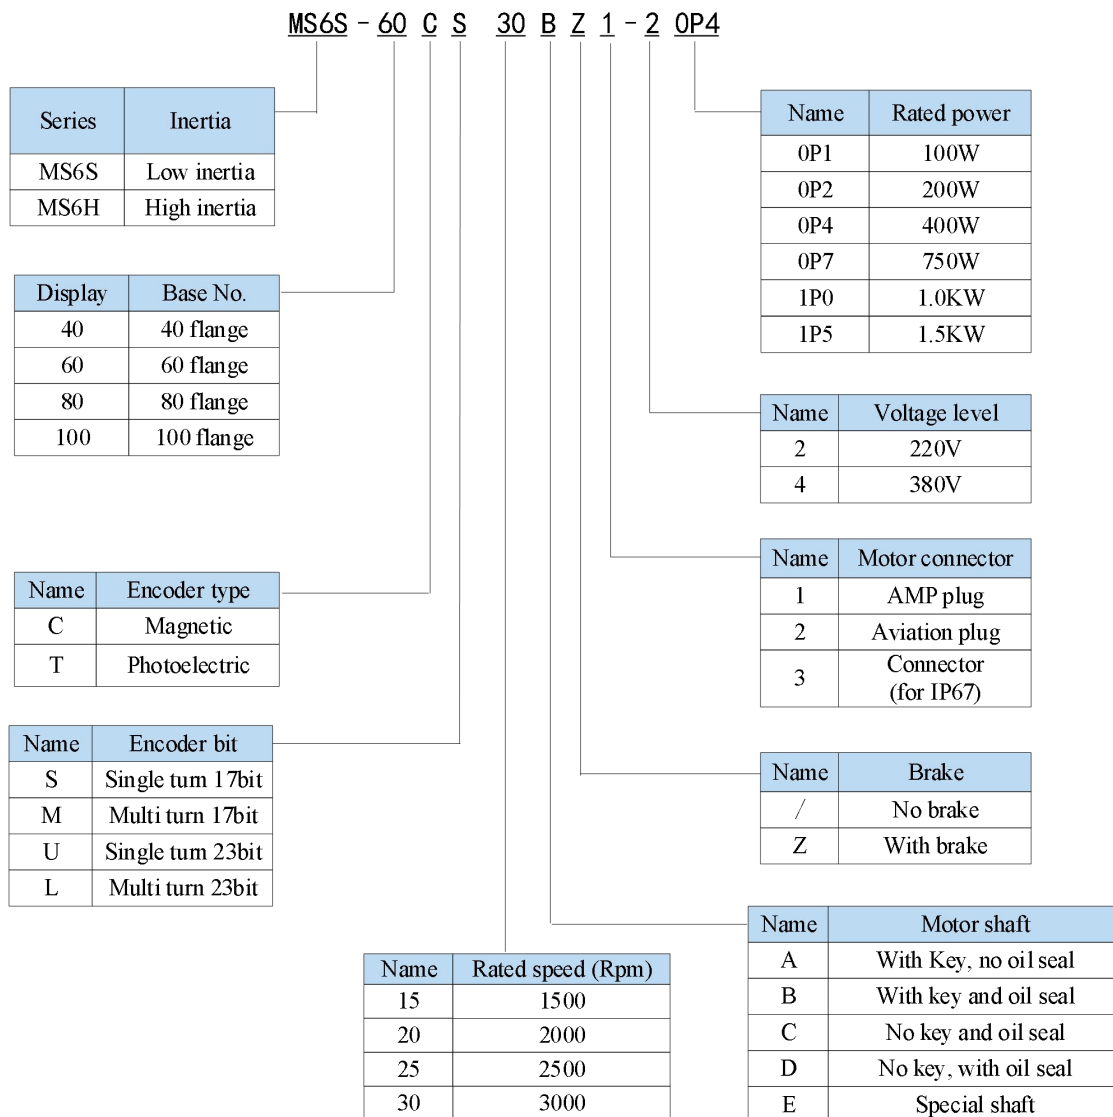 MS6S - 60 C S 30 B Z 1 - 2 0P4
Series Inertia
MS6S Low inertia
MS6H High inertia
Display Base No.
40 40 flange
60 60 flange
80 80 flange
100 100 flange
Name Encoder type
C Magnetic
T Photoelectric
Name Encoder bit
S Single turn 17bit
M Multi turn 17bit
U Single turn 23bit
L Multi turn 23bit
Name Rated speed (Rpm)
15 1500
20 2000
25 2500
30 3000
Name Rated power
0P1 100W
0P2 200W
0P4 400W
0P7 750W
1P0 1.0KW
1P5 1.5KW
Name Voltage level
2 220V
4 380V
Name Motor connector
1 AMP plug
2 Aviation plug
3 Connector
(for IP67)
Name Brake
/ No brake
Z With brake
Name Motor shaft
A With Key, no oil seal
B With key and oil seal
C No key and oil seal
D No key, with oil seal
E Special shaft